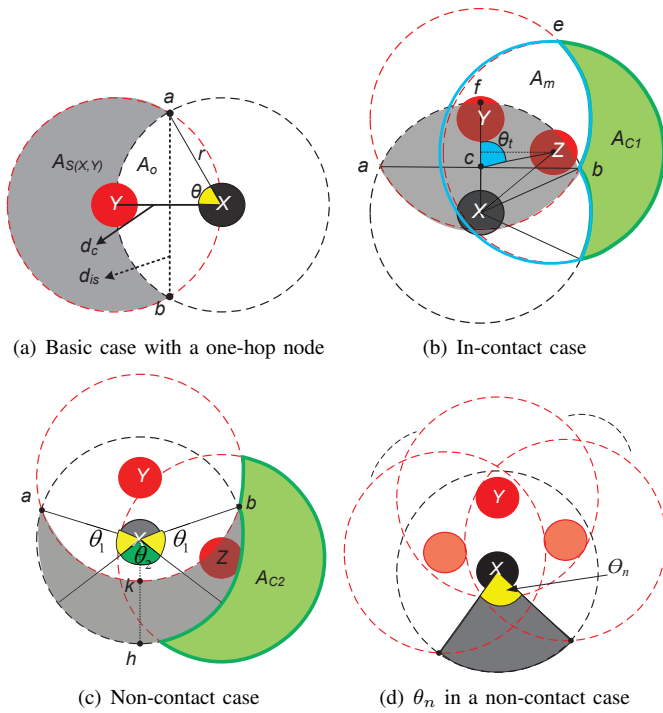 a
A_S(X,Y)
A_o
r
θ
Y
X
d_c
d_is
b
(a) Basic case with a one-hop node
e
A_m
f
Y
θ_t
A_C1
Z
a
c
b
X
(b) In-contact case
Y
a
b
X
θ_1
θ_1
θ_2
Z
k
A_C2
h
(c) Non-contact case
Y
X
Θ_n
(d) θ_n in a non-contact case